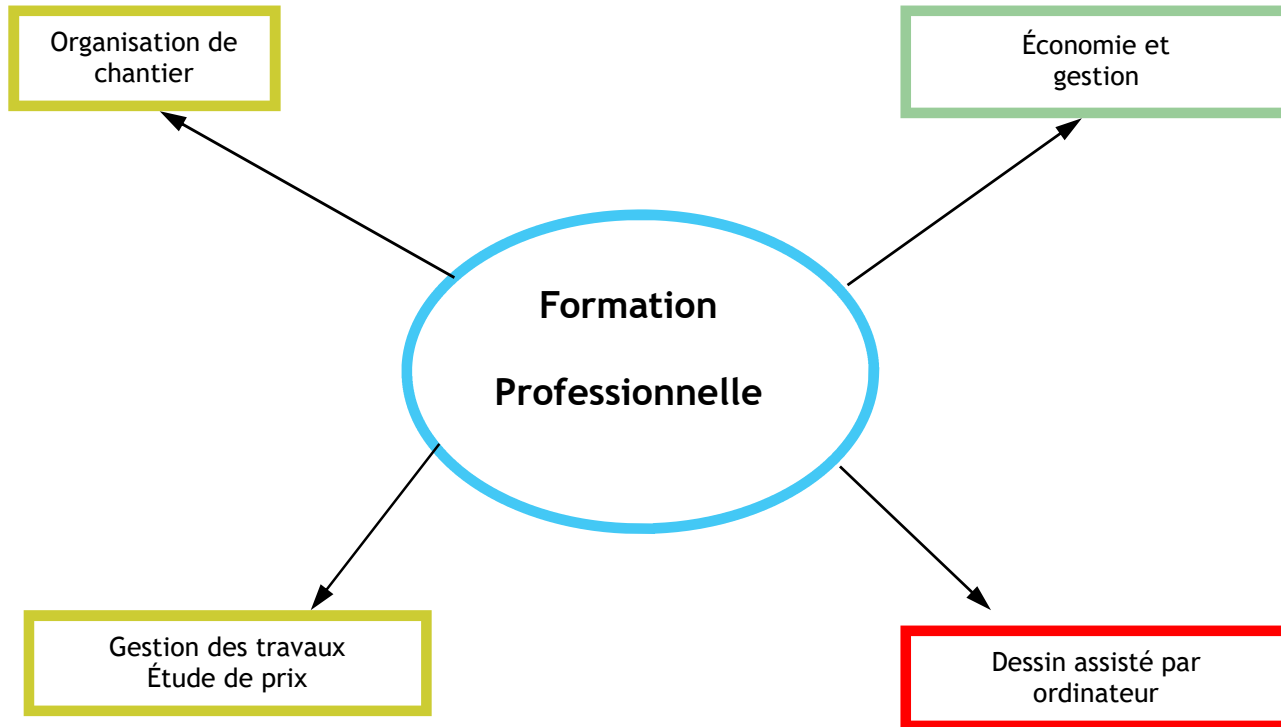 Organisation de
chantier
Économie et
gestion
Formation
Professionnelle
Gestion des travaux
Étude de prix
Dessin assisté par
ordinateur